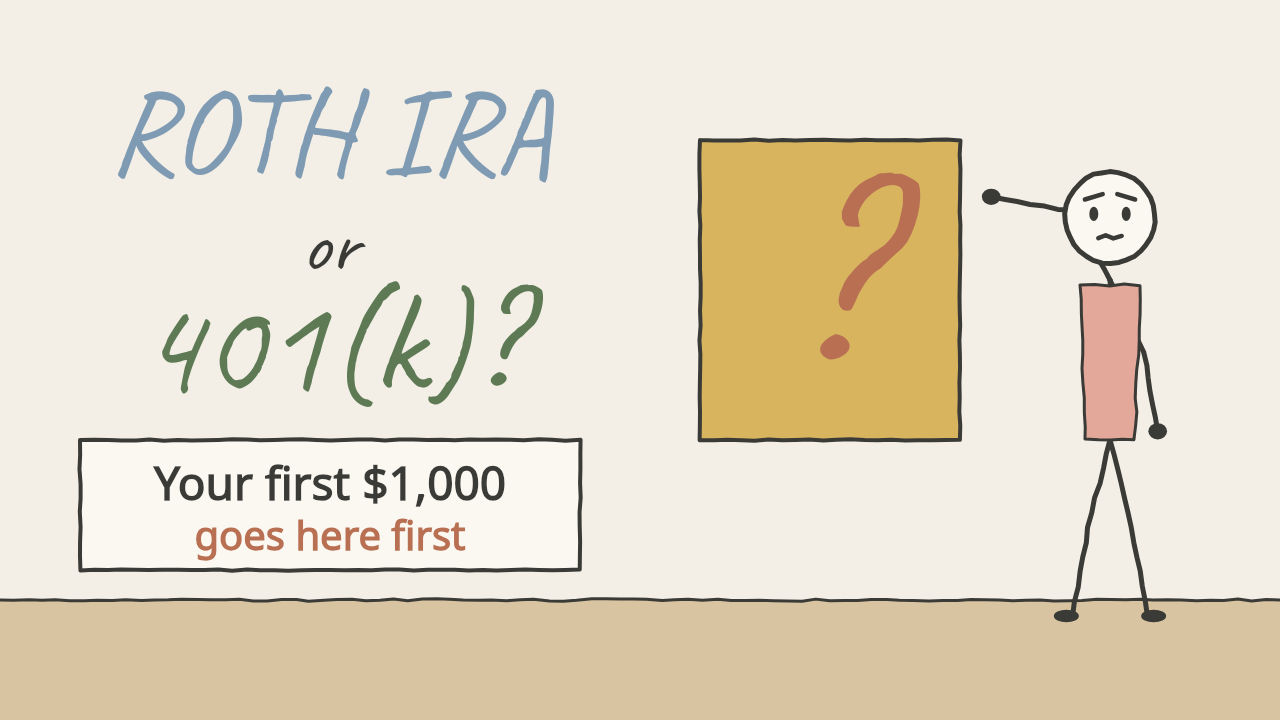 ROTH IRA
or
401(k)?
Your first $1,000
goes here first
?